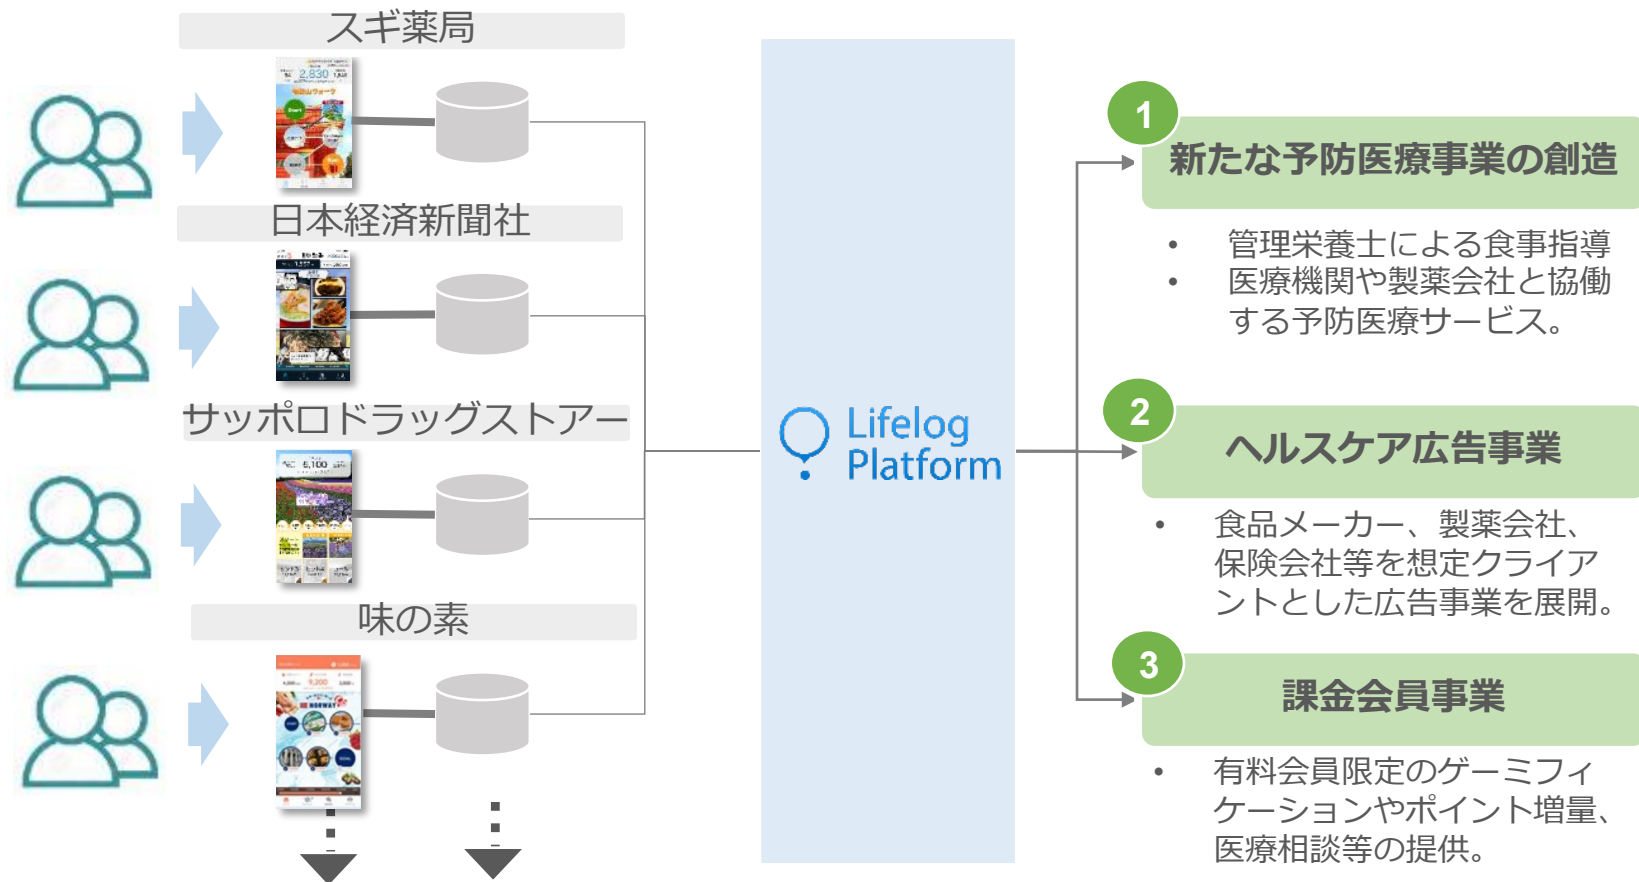 スギ薬局
2,830
日本経済新聞社
サッポロドラッグストアー
5,100
味の素
9,200
NORWAY
Lifelog
Platform
1
新たな予防医療事業の創造
• 管理栄養士による食事指導
• 医療機関や製薬会社と協働
する予防医療サービス。
2
ヘルスケア広告事業
• 食品メーカー、製薬会社、
保険会社等を想定クライア
ントとした広告事業を展開。
3
課金会員事業
• 有料会員限定のゲーミフィ
ケーションやポイント増量、
医療相談等の提供。